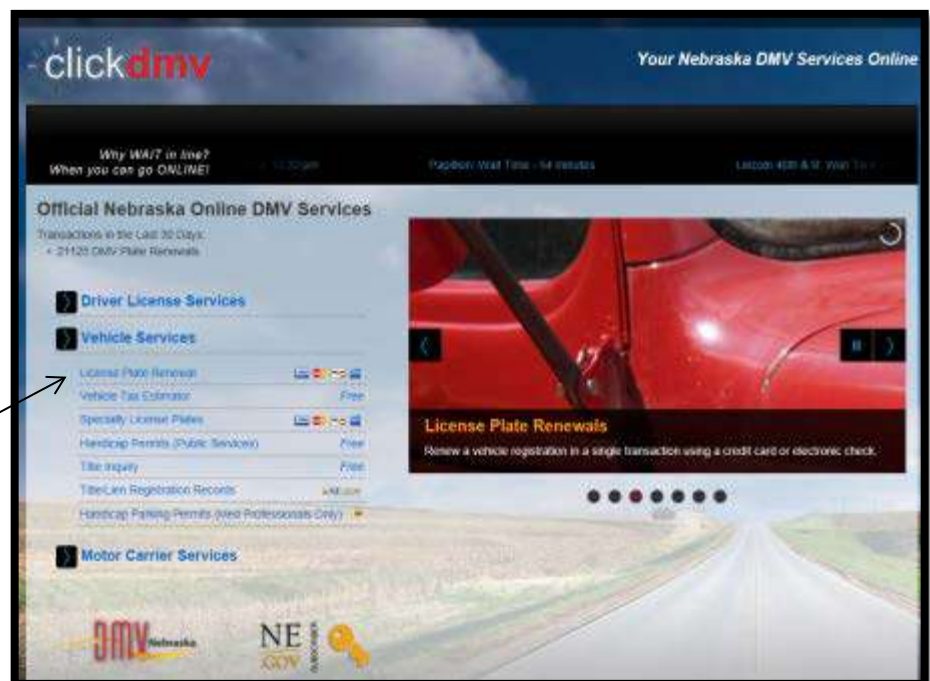 clickdmv
Your Nebraska DMV Services Online
Why WAIT in line?
When you can go ONLINE!
Papillion: Wait Time - 54 minutes
Official Nebraska Online DMV Services
Transactions in the Last 30 Days:
21125 DMV Plate Renewals
Driver License Services
Vehicle Services
License Plate Renewal
Vehicle Tax Estimator Free
Specialty License Plates
Handicap Permits (Public Services) Free
Title Inquiry Free
Title/Lien Registration Records
Handicap Parking Permits (Med Professionals Only)
Motor Carrier Services
License Plate Renewals
Renew a vehicle registration in a single transaction using a credit card or electronic check.
DMV Nebraska
NE
GOV
SUBSCRIBER